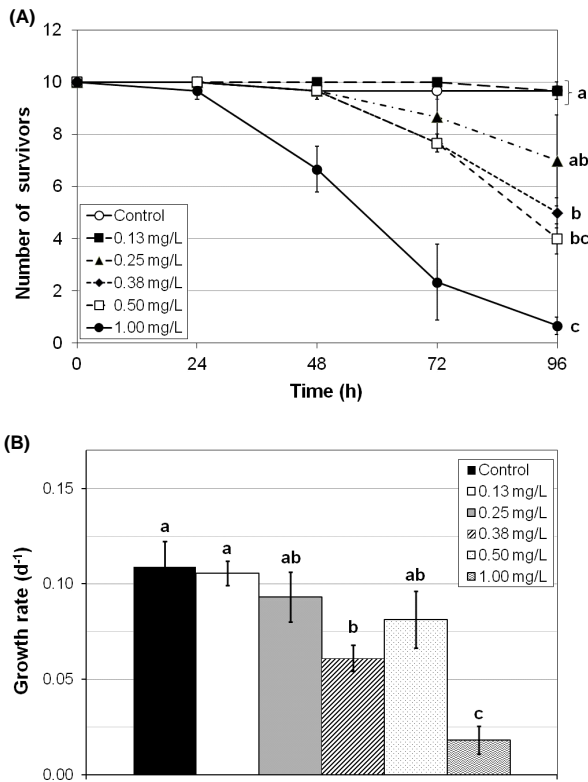 (A)
12
10
8
6
4
2
0
Number of survivors
a
ab
b
bc
c
Control
0.13 mg/L
0.25 mg/L
0.38 mg/L
0.50 mg/L
1.00 mg/L
0 24 48 72 96
Time (h)
(B)
0.15
0.10
0.05
0.00
Growth rate (d-1)
a a ab b ab c
Control
0.13 mg/L
0.25 mg/L
0.38 mg/L
0.50 mg/L
1.00 mg/L